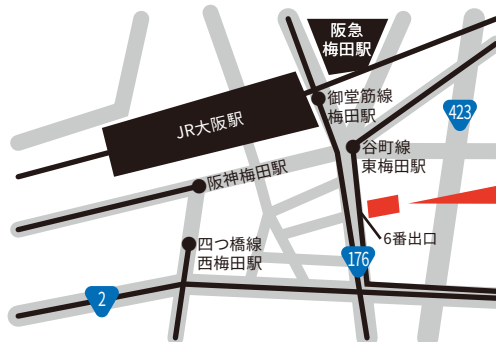 阪急
梅田駅
御堂筋線
梅田駅
JR大阪駅
423
谷町線
東梅田駅
阪神梅田駅
6番出口
四つ橋線
西梅田駅
176
2